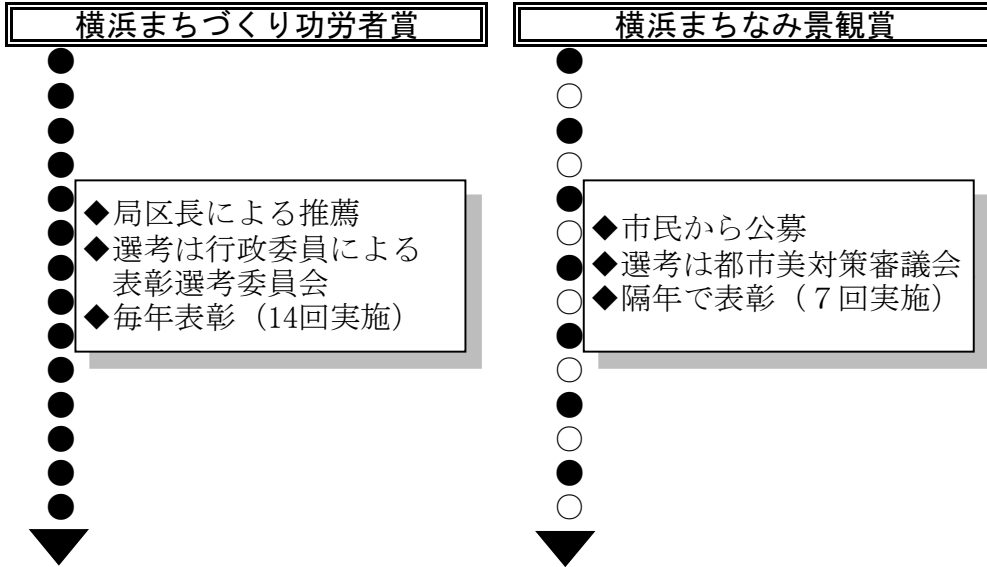 横浜まちづくり功労者賞
◆局区長による推薦
◆選考は行政委員による
表彰選考委員会
◆毎年表彰（14回実施）
横浜まちなみ景観賞
◆市民から公募
◆選考は都市美対策審議会
◆隔年で表彰（７回実施）